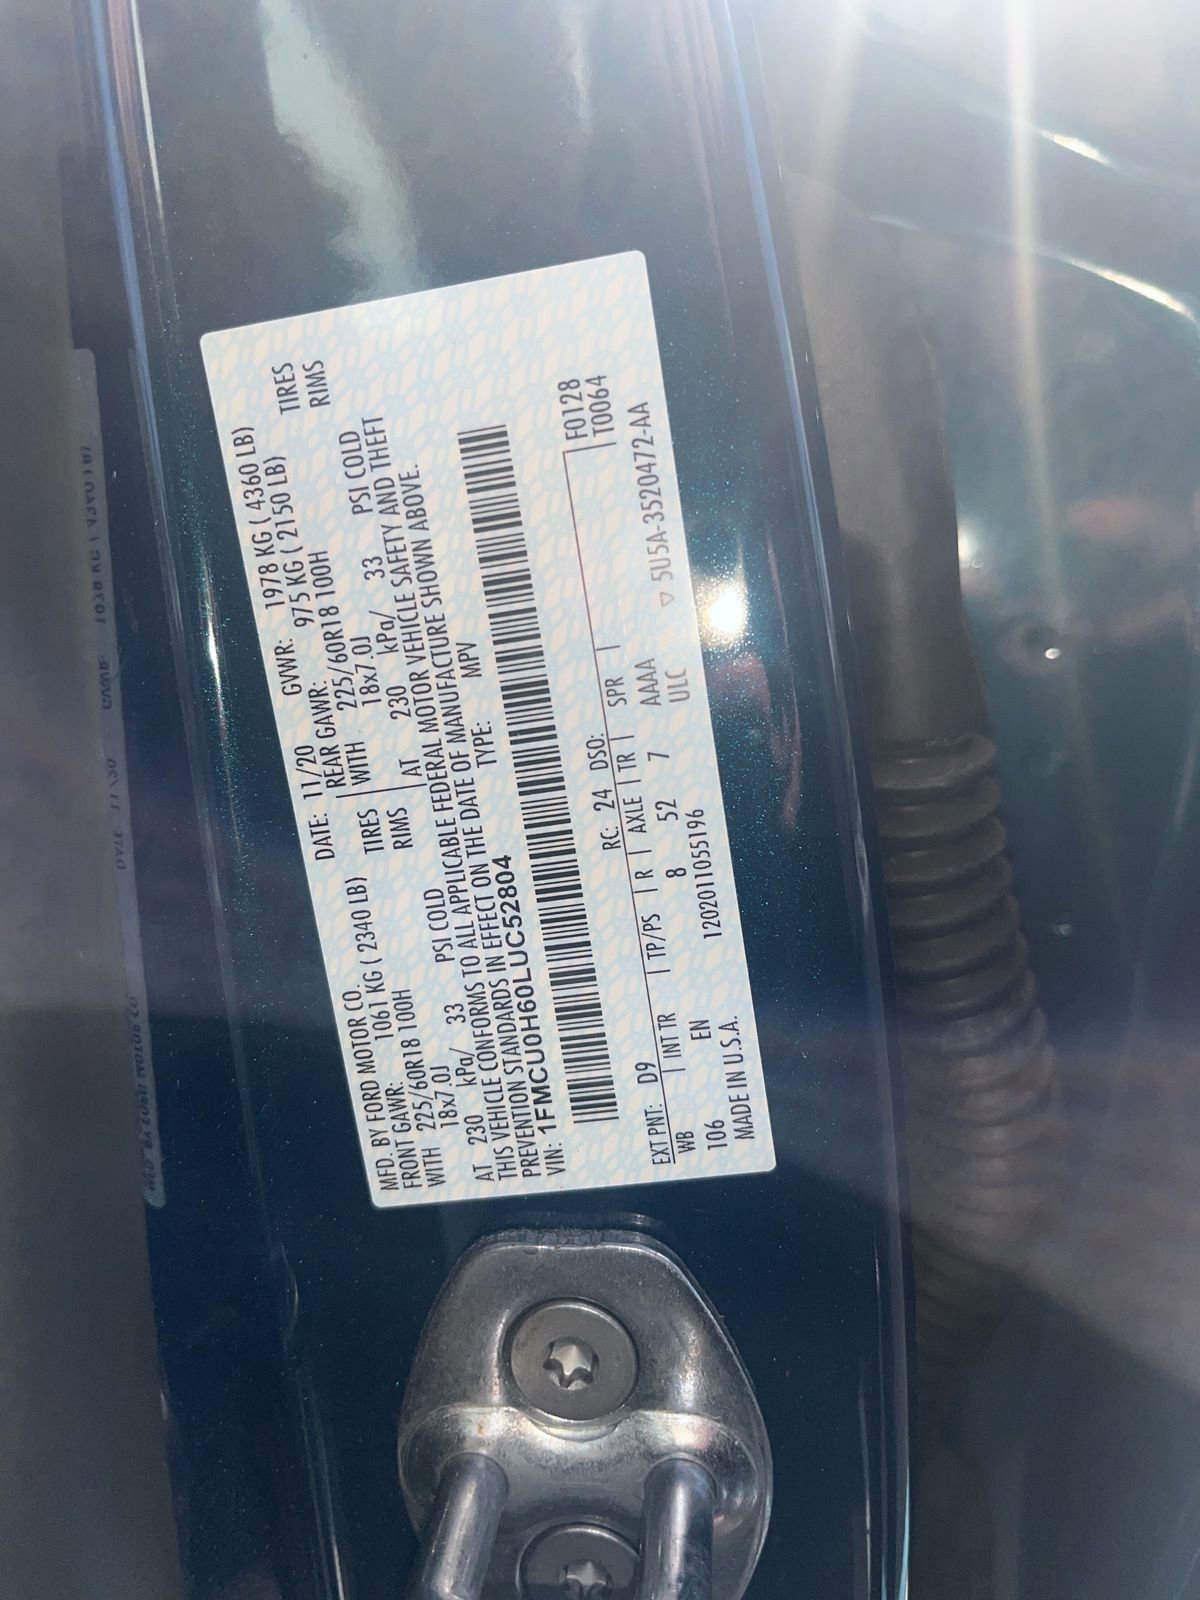 MFD. BY FORD MOTOR CO.
DATE: 11/20 GVWR: 1978 KG ( 4360 LB)
FRONT GAWR: 1061 KG ( 2340 LB)
REAR GAWR: 975 KG ( 2150 LB)
WITH 225/60R18 100H TIRES
18x7.0J RIMS
AT 230 kPa/ 33 PSI COLD
WITH 225/60R18 100H TIRES
18x7.0J RIMS
AT 230 kPa/ 33 PSI COLD
THIS VEHICLE CONFORMS TO ALL APPLICABLE FEDERAL MOTOR VEHICLE SAFETY AND THEFT
PREVENTION STANDARDS IN EFFECT ON THE DATE OF MANUFACTURE SHOWN ABOVE.
VIN: 1FMCU0H60LUC52804 TYPE: MPV
EXT PNT: D9 RC: 24 DSO: F0128
WB INT TR TP/PS R AXLE TR SPR T0064
106 EN 8 52 7 AAAA
MADE IN U.S.A. 120201105519​6 ULC 5U5A-3520472-AA